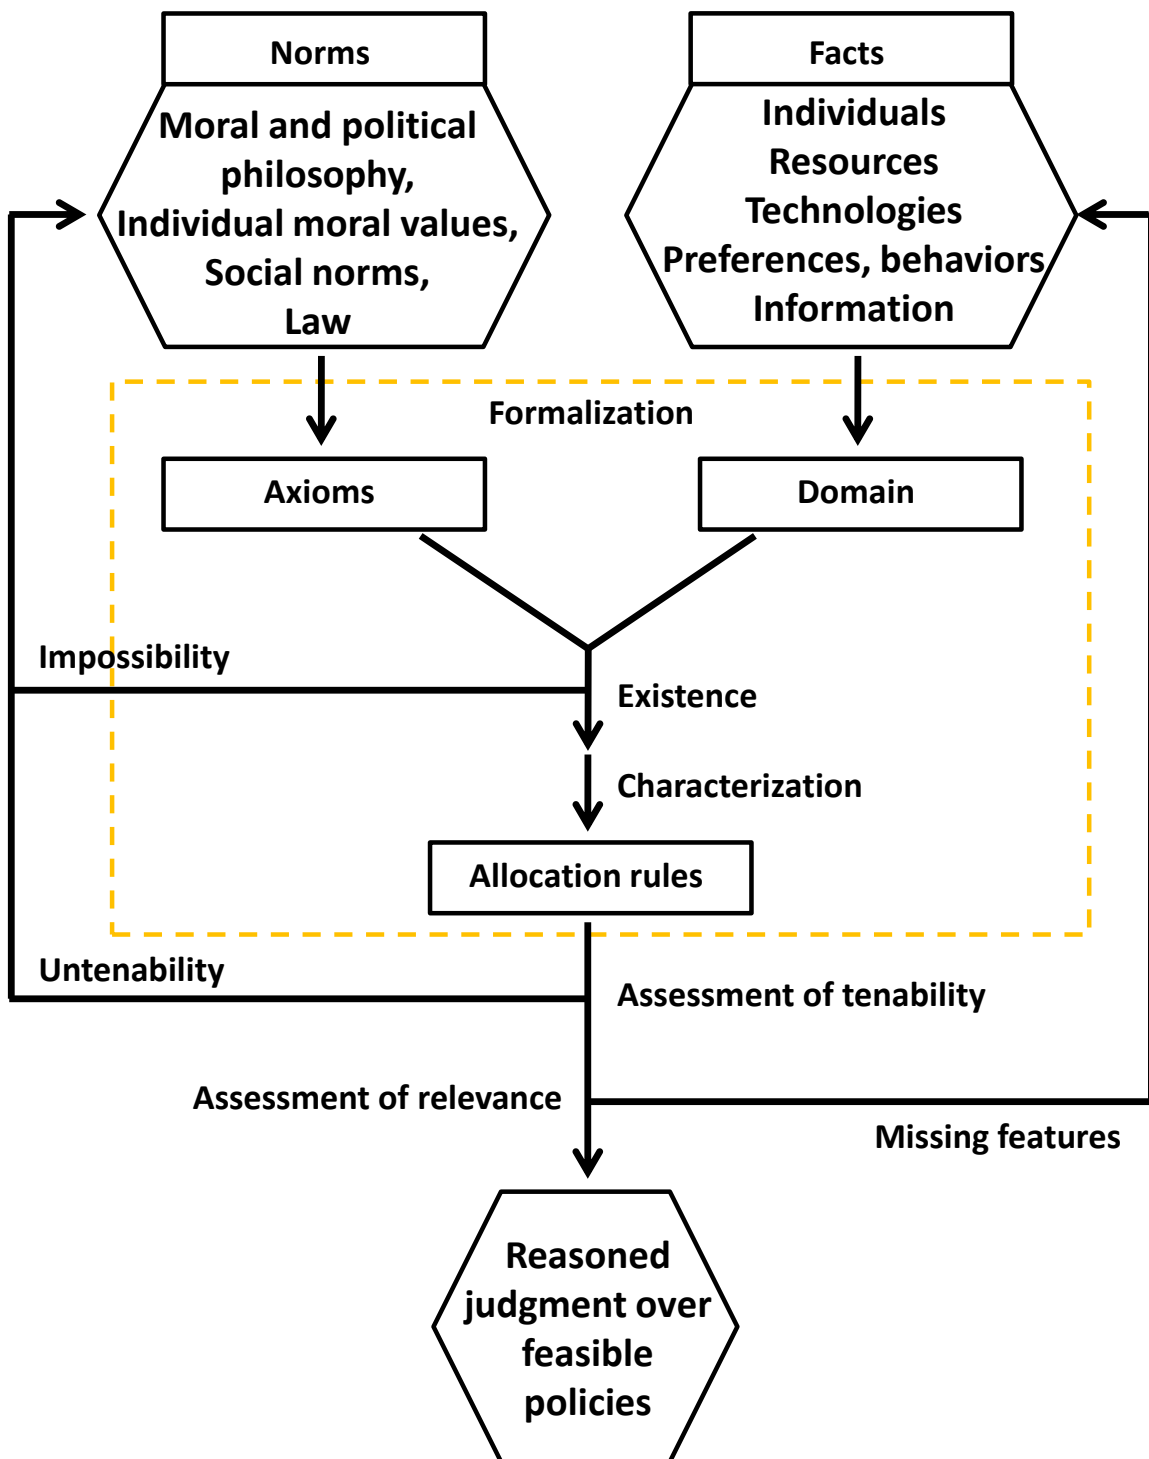 Norms
Facts
Moral and political
philosophy,
Individual moral values,
Social norms,
Law
Individuals
Resources
Technologies
Preferences, behaviors
Information
Formalization
Axioms
Domain
Impossibility
Existence
Characterization
Allocation rules
Untenability
Assessment of tenability
Assessment of relevance
Missing features
Reasoned
judgment over
feasible
policies